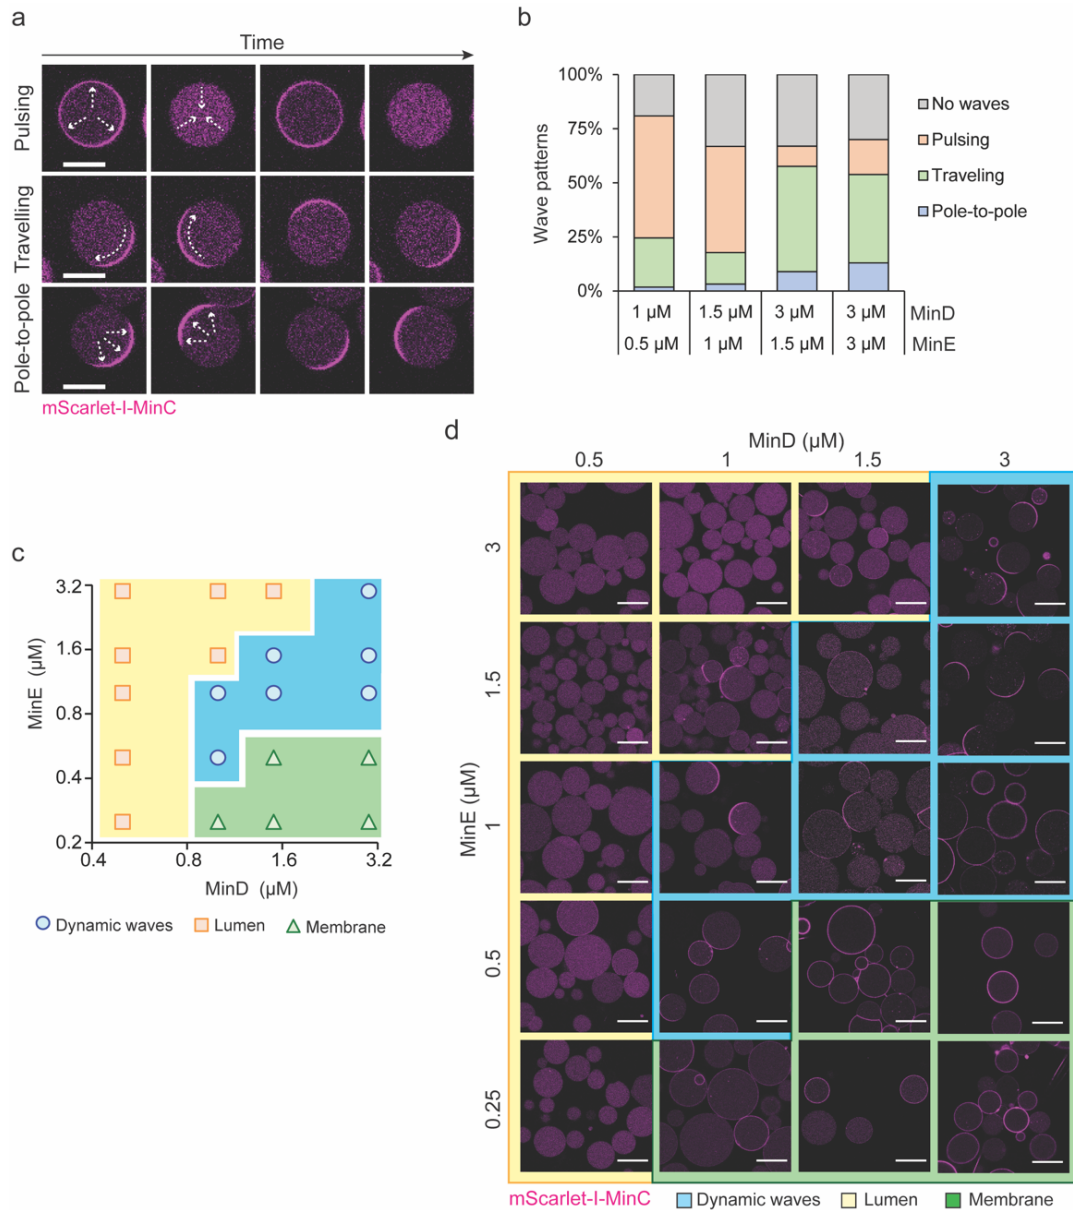 a
Time
Pulsing
Travelling
Pole-to-pole
mScarlet-I-MinC
b
Wave patterns
100%
75%
50%
25%
0%
No waves
Pulsing
Traveling
Pole-to-pole
1 µM 1.5 µM 3 µM 3 µM MinD
0.5 µM 1 µM 1.5 µM 3 µM MinE
c
MinE (µM)
3.2
1.6
0.8
0.4
0.2
0.4 0.8 1.6 3.2
MinD (µM)
Dynamic waves Lumen Membrane
d
MinD (µM)
0.5 1 1.5 3
MinE (µM)
3
1.5
1
0.5
0.25
mScarlet-I-MinC Dynamic waves Lumen Membrane